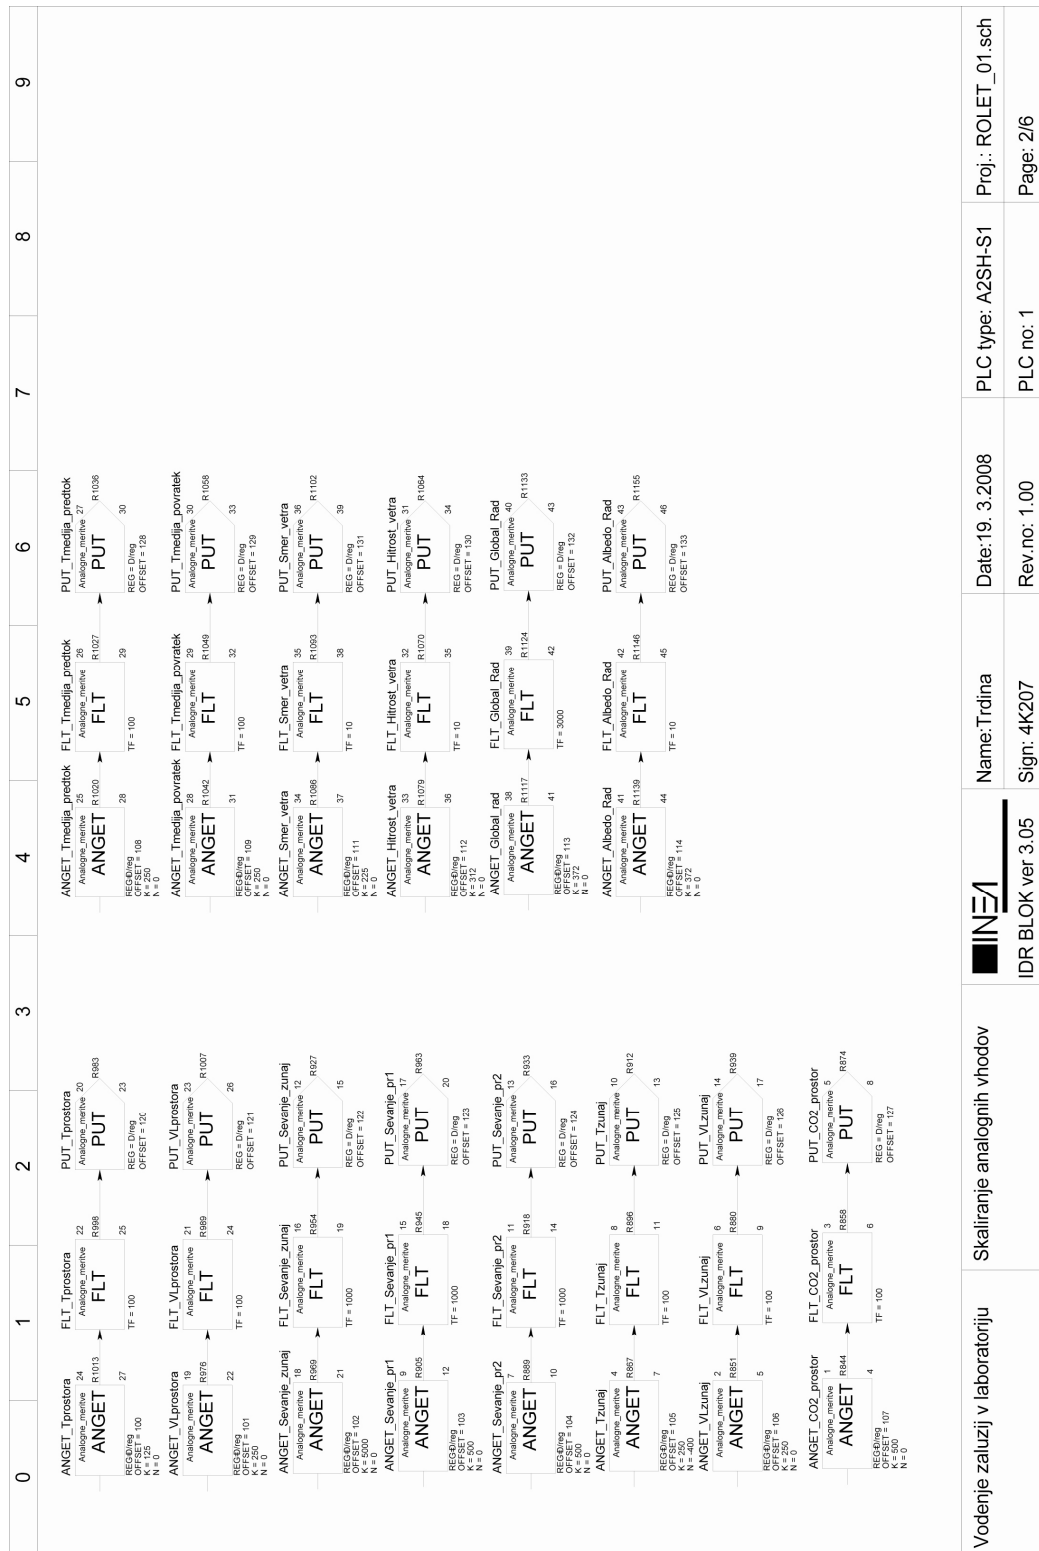 0 1 2 3 4 5 6 7 8 9
ANGET_Tprostora
Analogne_meritve 24
ANGET R1013
27
REG=D/reg
OFFSET = 100
K = 125
N = 0
FLT_Tprostora
Analogne_meritve 22
FLT R998
25
TF = 100
PUT_Tprostora
Analogne_meritve 20
PUT R983
23
REG = D/reg
OFFSET = 120
ANGET_VLprostora
Analogne_meritve 19
ANGET R976
22
REG=D/reg
OFFSET = 101
K = 250
N = 0
FLT_VLprostora
Analogne_meritve 21
FLT R989
24
TF = 100
PUT_VLprostora
Analogne_meritve 23
PUT R1007
26
REG = D/reg
OFFSET = 121
ANGET_Sevanje_zunaj
Analogne_meritve 18
ANGET R969
21
REG=D/reg
OFFSET = 102
K = 5000
N = 0
FLT_Sevanje_zunaj
Analogne_meritve 16
FLT R954
19
TF = 1000
PUT_Sevanje_zunaj
Analogne_meritve 12
PUT R927
15
REG = D/reg
OFFSET = 122
ANGET_Sevanje_pr1
Analogne_meritve 9
ANGET R905
12
REG=D/reg
OFFSET = 103
K = 500
N = 0
FLT_Sevanje_pr1
Analogne_meritve 15
FLT R945
18
TF = 1000
PUT_Sevanje_pr1
Analogne_meritve 17
PUT R963
20
REG = D/reg
OFFSET = 123
ANGET_Sevanje_pr2
Analogne_meritve 7
ANGET R889
10
REG=D/reg
OFFSET = 104
K = 500
N = 0
FLT_Sevanje_pr2
Analogne_meritve 11
FLT R918
14
TF = 1000
PUT_Sevanje_pr2
Analogne_meritve 13
PUT R933
16
REG = D/reg
OFFSET = 124
ANGET_Tzunaj
Analogne_meritve 4
ANGET R867
7
REG=D/reg
OFFSET = 105
K = 250
N = -400
FLT_Tzunaj
Analogne_meritve 8
FLT R896
11
TF = 100
PUT_Tzunaj
Analogne_meritve 10
PUT R912
13
REG = D/reg
OFFSET = 125
ANGET_VLzunaj
Analogne_meritve 2
ANGET R851
5
REG=D/reg
OFFSET = 106
K = 250
N = 0
FLT_VLzunaj
Analogne_meritve 6
FLT R880
9
TF = 100
PUT_VLzunaj
Analogne_meritve 14
PUT R939
17
REG = D/reg
OFFSET = 126
ANGET_CO2_prostor
Analogne_meritve 1
ANGET R844
4
REG=D/reg
OFFSET = 107
K = 500
N = 0
FLT_CO2_prostor
Analogne_meritve 3
FLT R858
6
TF = 100
PUT_CO2_prostor
Analogne_meritve 5
PUT R874
8
REG = D/reg
OFFSET = 127
ANGET_Tmedija_predtok
Analogne_meritve 25
ANGET R1020
28
REG=D/reg
OFFSET = 108
K = 250
N = 0
FLT_Tmedija_predtok
Analogne_meritve 26
FLT R1027
29
TF = 100
PUT_Tmedija_predtok
Analogne_meritve 27
PUT R1036
30
REG = D/reg
OFFSET = 128
ANGET_Tmedija_povratek
Analogne_meritve 28
ANGET R1042
31
REG=D/reg
OFFSET = 109
K = 250
N = 0
FLT_Tmedija_povratek
Analogne_meritve 29
FLT R1049
32
TF = 100
PUT_Tmedija_povratek
Analogne_meritve 30
PUT R1058
33
REG = D/reg
OFFSET = 129
ANGET_Smer_vetra
Analogne_meritve 34
ANGET R1086
37
REG=D/reg
OFFSET = 111
K = 225
N = 0
FLT_Smer_vetra
Analogne_meritve 35
FLT R1093
38
TF = 10
PUT_Smer_vetra
Analogne_meritve 36
PUT R1102
39
REG = D/reg
OFFSET = 131
ANGET_Hitrost_vetra
Analogne_meritve 33
ANGET R1079
36
REG=D/reg
OFFSET = 112
K = 312
N = 0
FLT_Hitrost_vetra
Analogne_meritve 32
FLT R1070
35
TF = 10
PUT_Hitrost_vetra
Analogne_meritve 31
PUT R1064
34
REG = D/reg
OFFSET = 130
ANGET_Global_rad
Analogne_meritve 38
ANGET R1117
41
REG=D/reg
OFFSET = 113
K = 372
N = 0
FLT_Global_Rad
Analogne_meritve 39
FLT R1124
42
TF = 3000
PUT_Global_Rad
Analogne_meritve 40
PUT R1133
43
REG = D/reg
OFFSET = 132
ANGET_Albedo_Rad
Analogne_meritve 41
ANGET R1139
44
REG=D/reg
OFFSET = 114
K = 372
N = 0
FLT_Albedo_Rad
Analogne_meritve 42
FLT R1146
45
TF = 10
PUT_Albedo_Rad
Analogne_meritve 43
PUT R1155
46
REG = D/reg
OFFSET = 133
Vodenje zaluzij v laboratoriju
Skaliranje analognih vhodov
INEA
IDR BLOK ver 3.05
Name:Trdina
Sign: 4K207
Date:19. 3.2008
Rev.no: 1.00
PLC type: A2SH-S1
PLC no: 1
Proj.: ROLET_01.sch
Page: 2/6